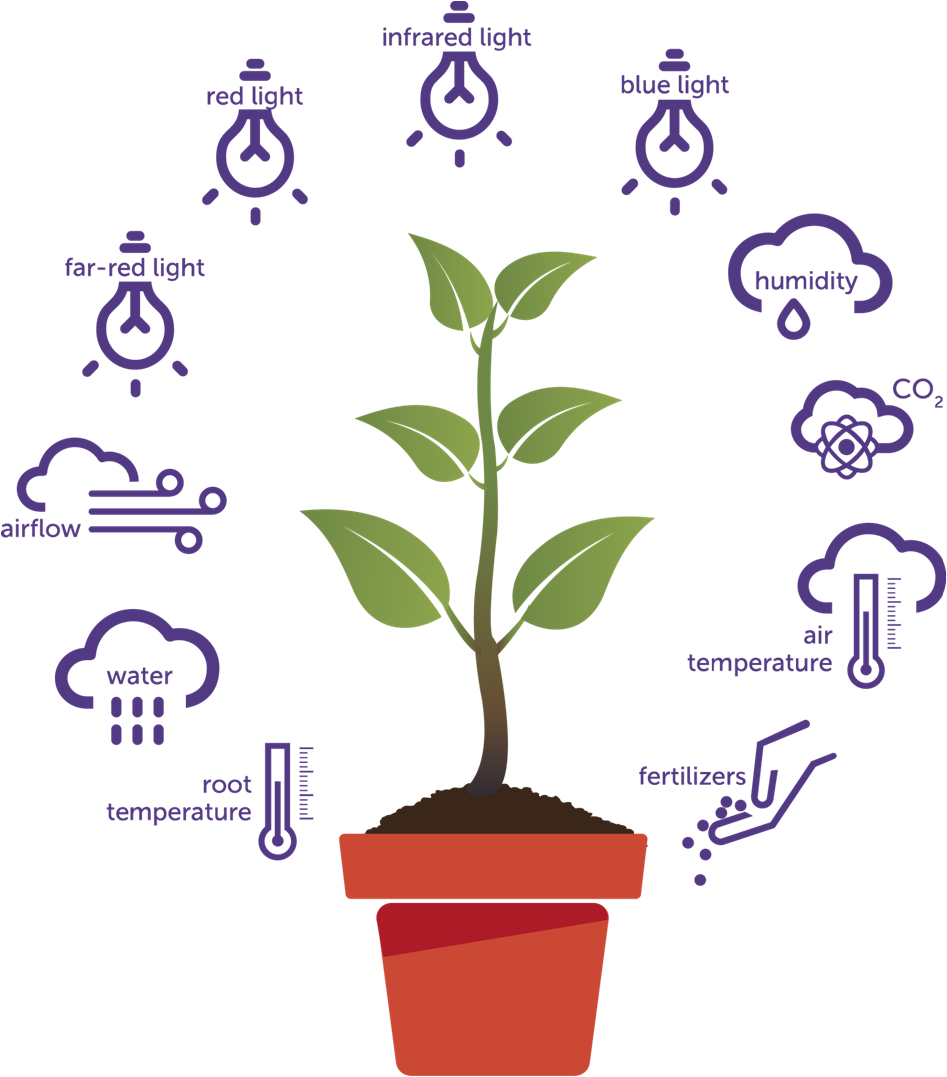 infrared light
blue light
red light
far-red light
humidity
CO₂
airflow
air
temperature
water
root
temperature
fertilizers